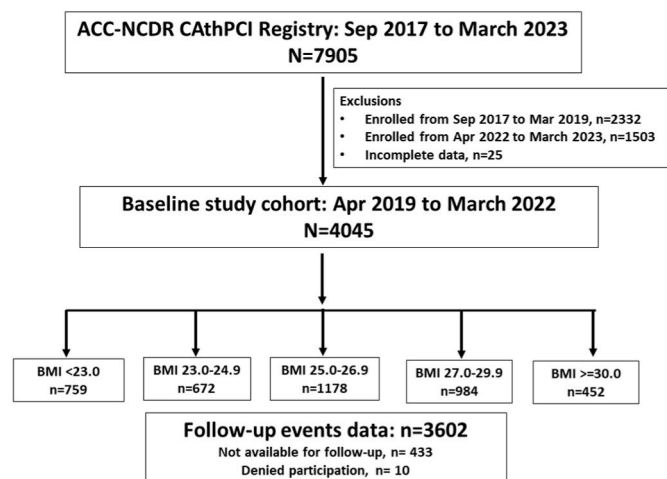 ACC-NCDR CAthPCI Registry: Sep 2017 to March 2023
N=7905
Exclusions
• Enrolled from Sep 2017 to Mar 2019, n=2332
• Enrolled from Apr 2022 to March 2023, n=1503
• Incomplete data, n=25
Baseline study cohort: Apr 2019 to March 2022
N=4045
BMI <23.0
n=759
BMI 23.0-24.9
n=672
BMI 25.0-26.9
n=1178
BMI 27.0-29.9
n=984
BMI >=30.0
n=452
Follow-up events data: n=3602
Not available for follow-up, n= 433
Denied participation, n= 10